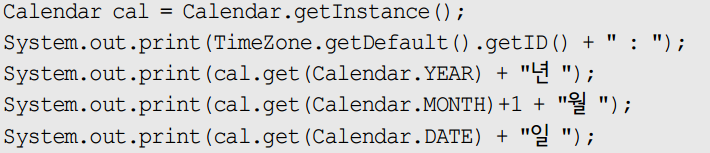 Calendar cal = Calendar.getInstance();
System.out.print(TimeZone.getDefault().getID() + " : ");
System.out.print(cal.get(Calendar.YEAR) + "년 ");
System.out.print(cal.get(Calendar.MONTH)+1 + "월 ");
System.out.print(cal.get(Calendar.DATE) + "일 ");